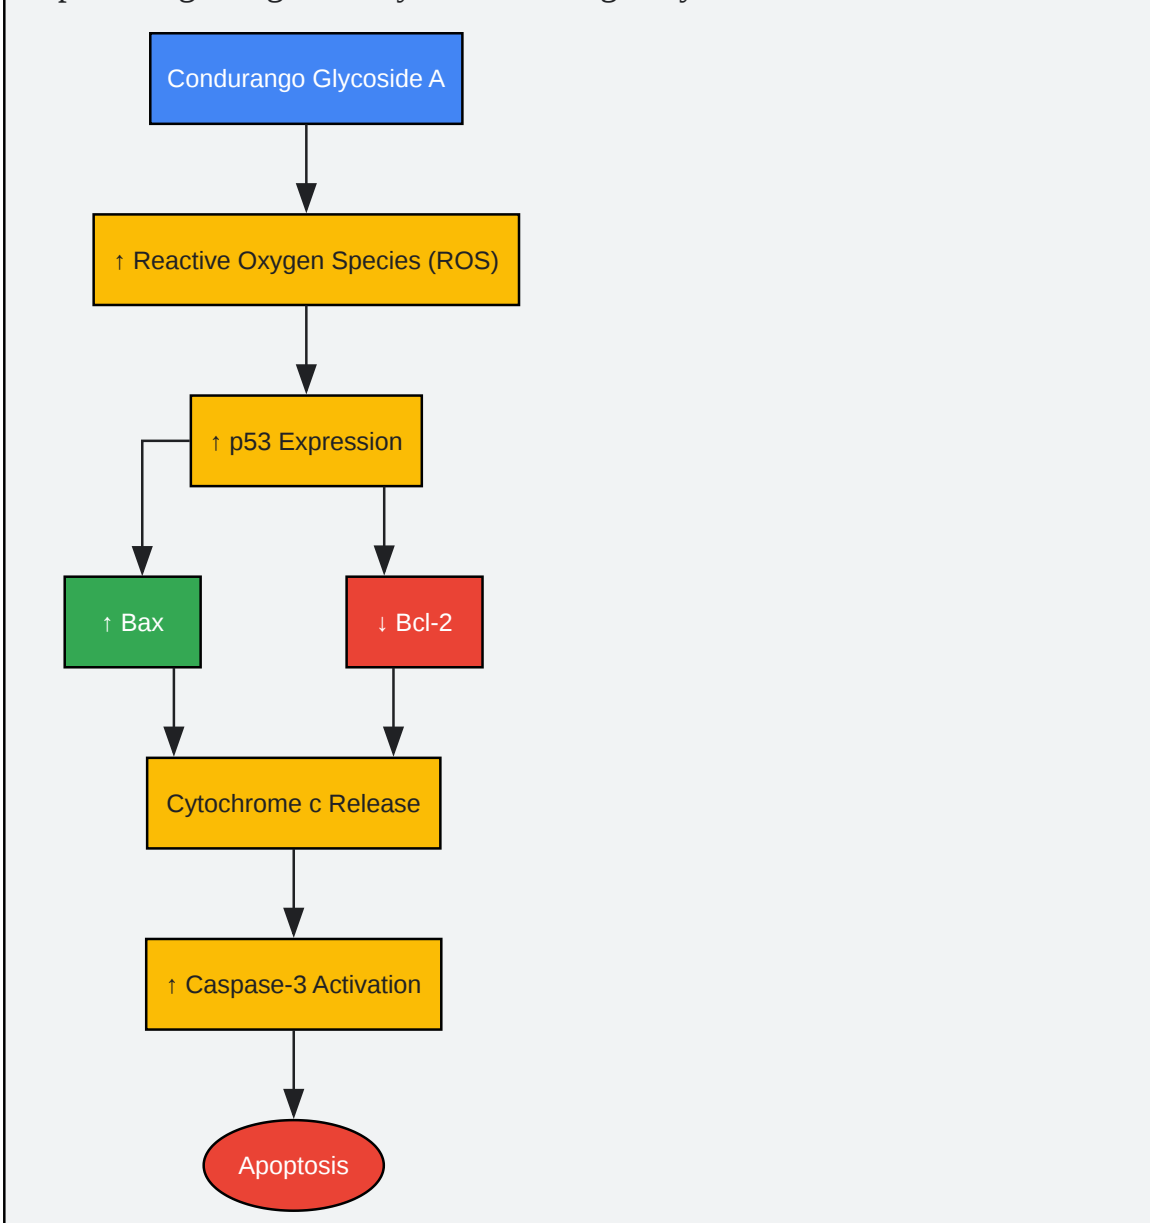 Condurango Glycoside A
↑ Reactive Oxygen Species (ROS)
↑ p53 Expression
↑ Bax
↓ Bcl-2
Cytochrome c Release
↑ Caspase-3 Activation
Apoptosis